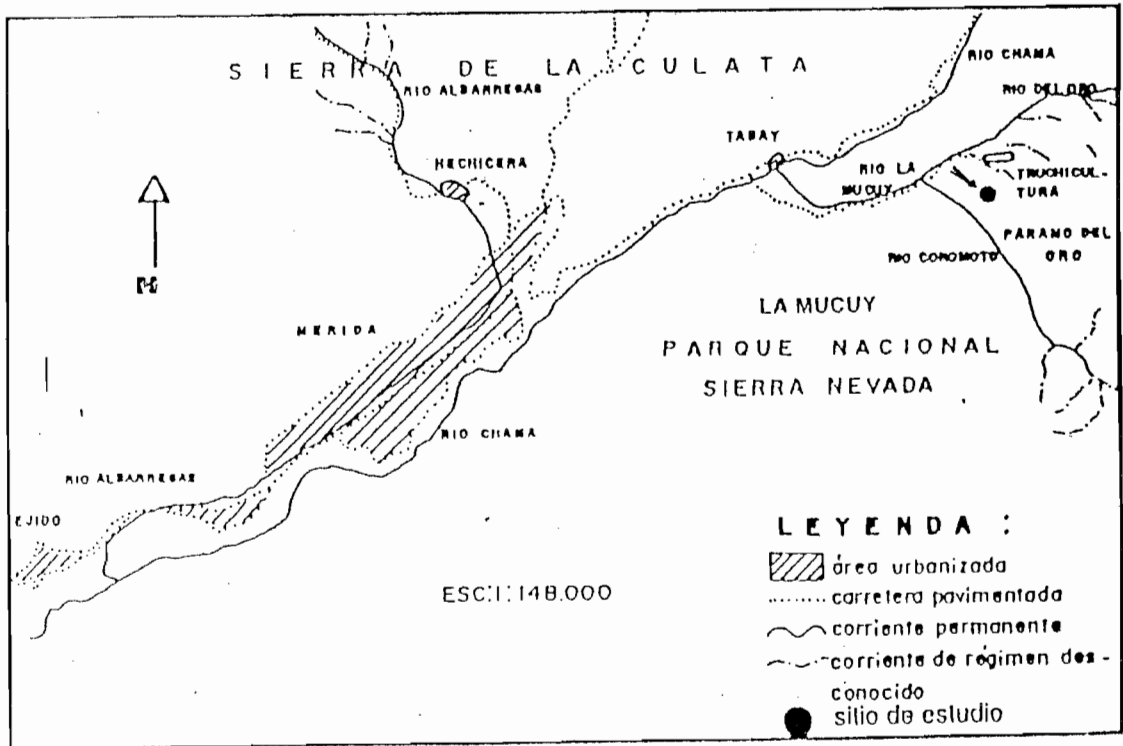 SIERRA DE LA CULATA
RIO CHAMA
RIO ALBARREGAS
RIO DEL ORO
TABAY
HECHICERA
RIO LA
MUCUY
TRUCHICUL-
TURA
PÁRAMO DEL
ORO
RIO COROMOTO
N
LA MUCUY
PARQUE NACIONAL
SIERRA NEVADA
MERIDA
RIO CHAMA
RIO ALBARREGAS
EJIDO
ESC:1:148.000
LEYENDA :
área urbanizada
carretera pavimentada
corriente permanente
corriente de régimen des-
conocido
sitio de estudio